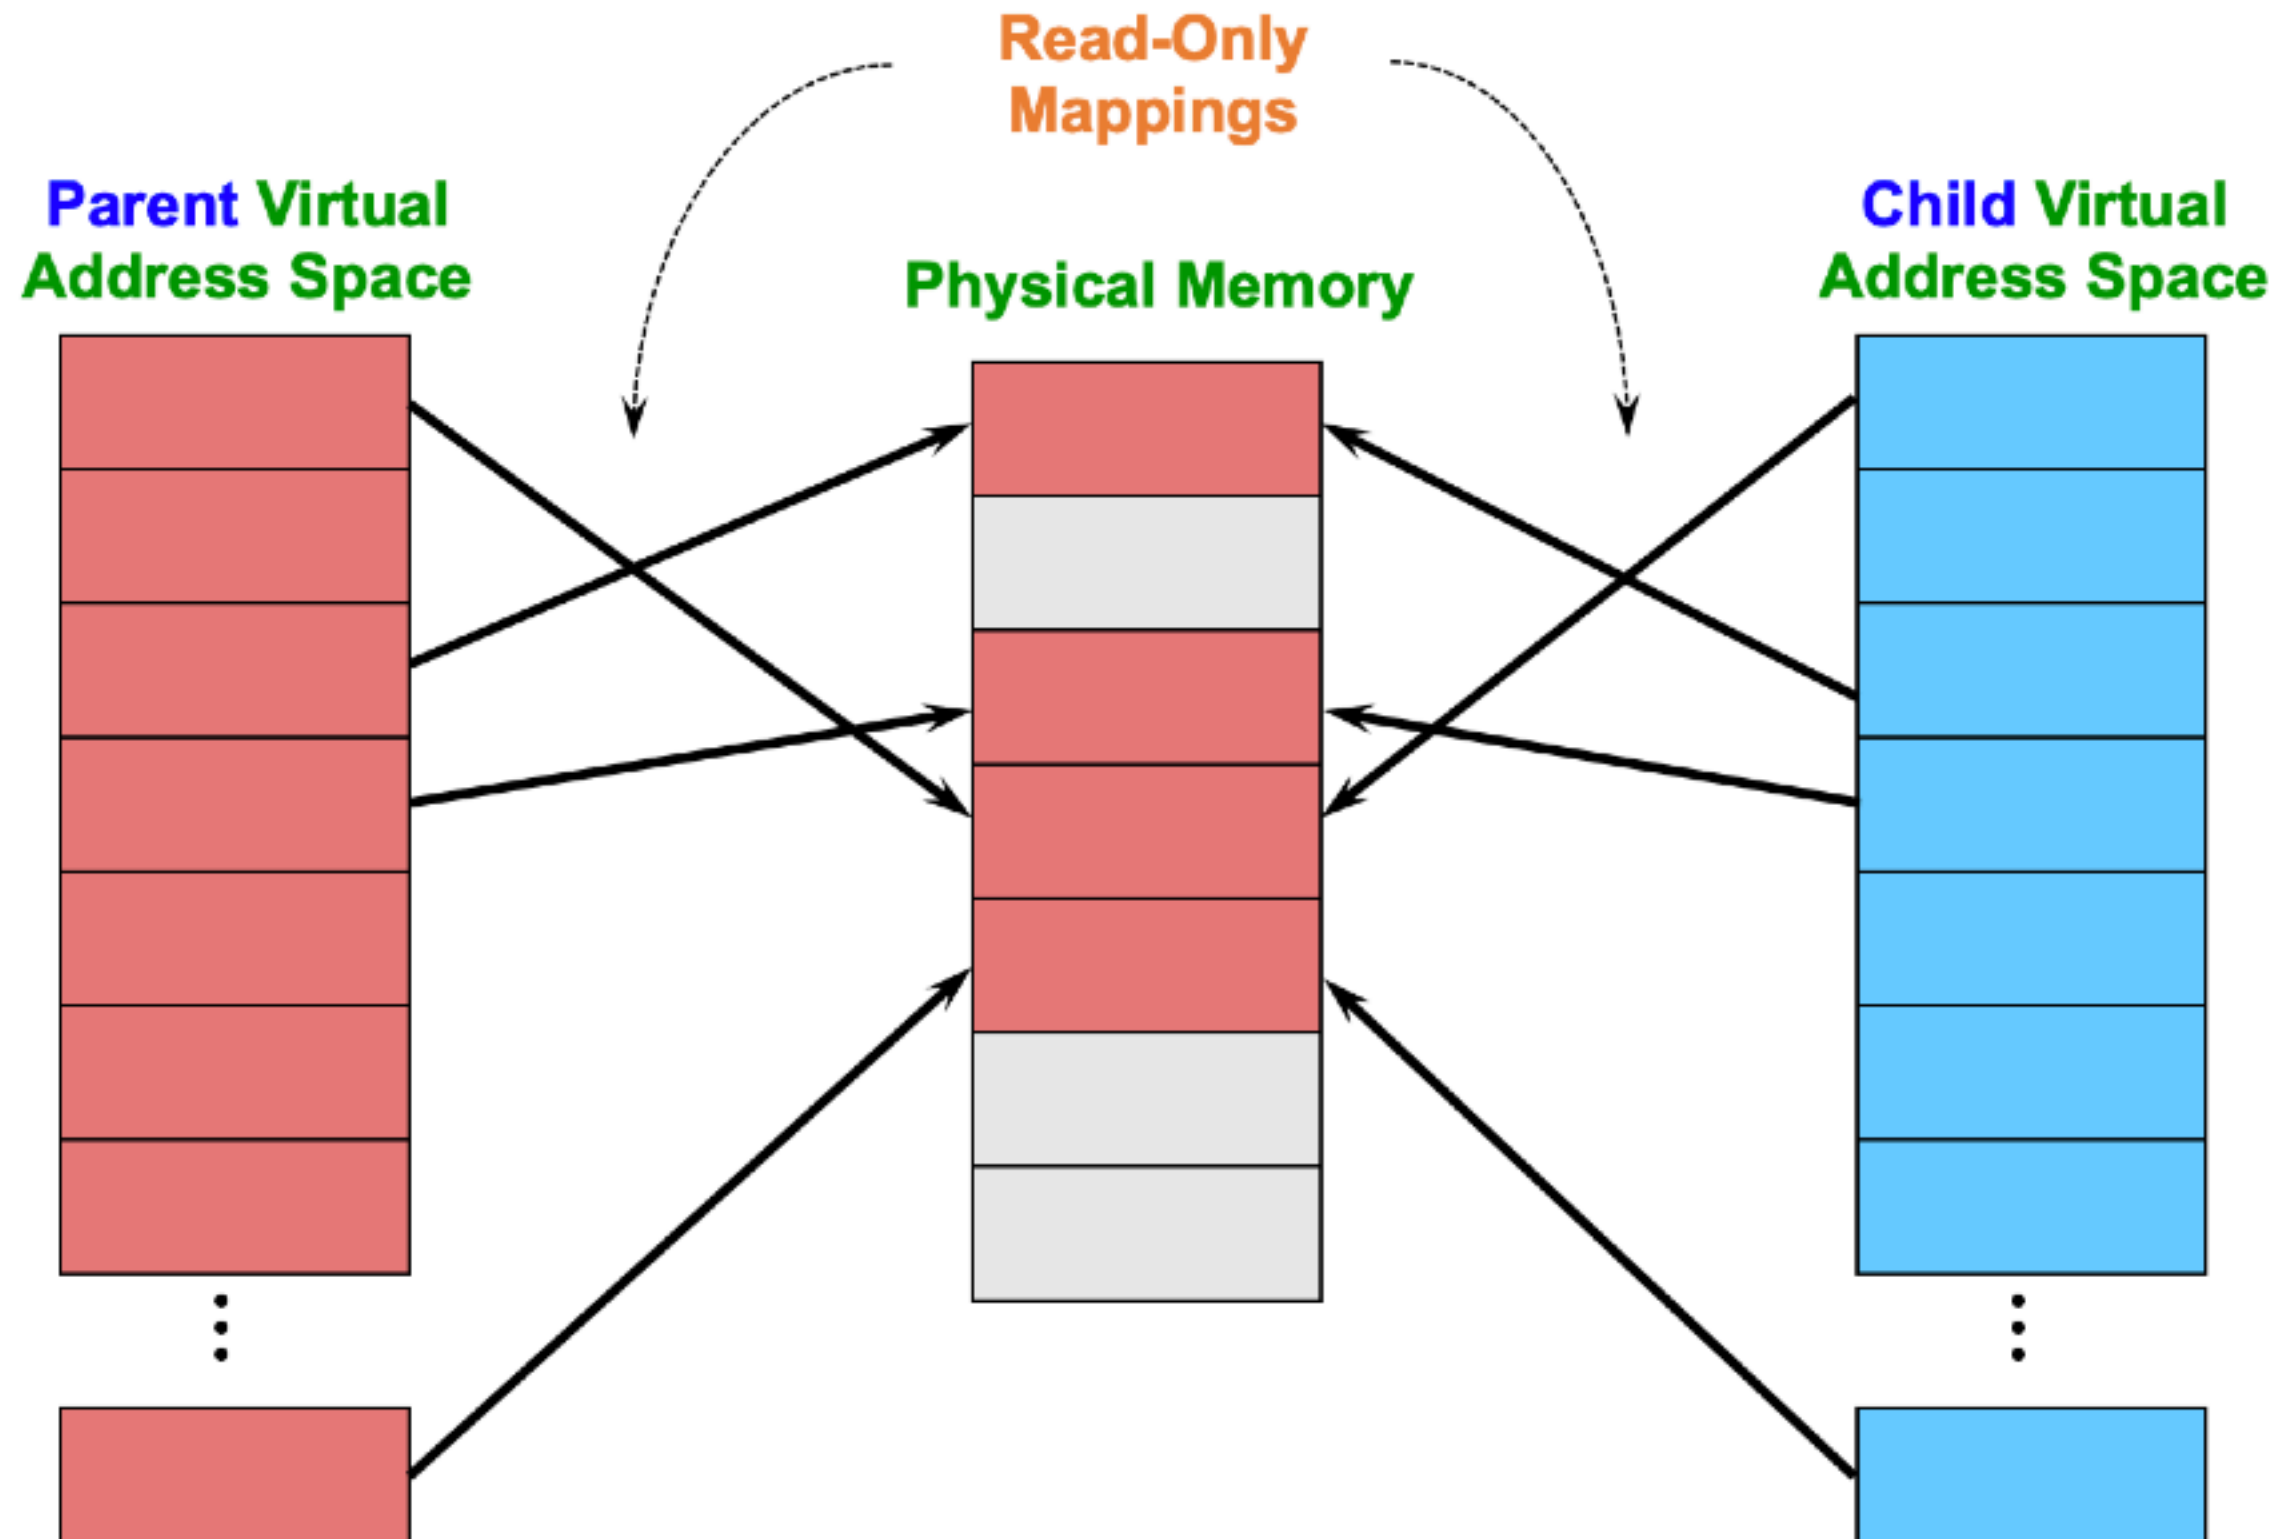 Read-Only
Mappings
Parent Virtual
Address Space
Physical Memory
Child Virtual
Address Space